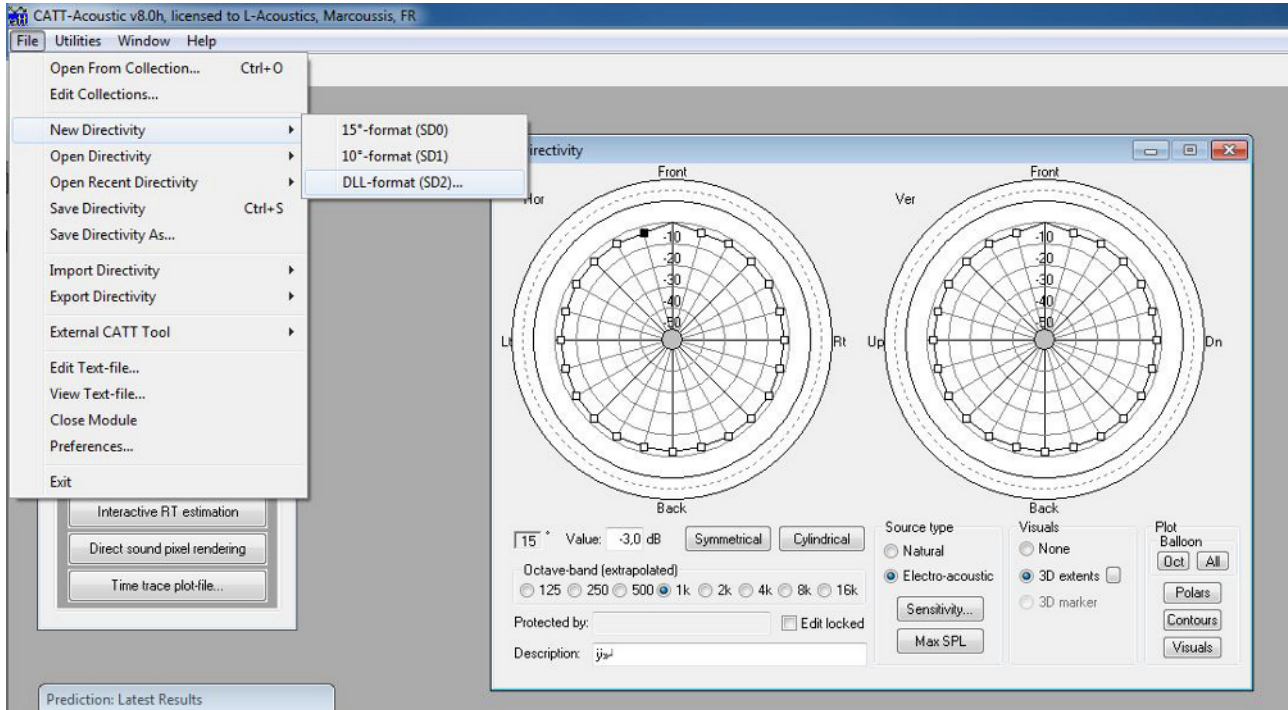 CATT-Acoustic v8.0h, licensed to L-Acoustics, Marcoussis, FR
File Utilities Window Help
Open From Collection... Ctrl+O
Edit Collections...
New Directivity
Open Directivity
Open Recent Directivity
Save Directivity Ctrl+S
Save Directivity As...
Import Directivity
Export Directivity
External CATT Tool
Edit Text-file...
View Text-file...
Close Module
Preferences...
Exit
15°-format (SD0)
10°-format (SD1)
DLL-format (SD2)...
Interactive RT estimation
Direct sound pixel rendering
Time trace plot-file...
Prediction: Latest Results
irectivity
Hor
Front
-10
-20
-30
-40
-50
Lt
Rt
Back
Ver
Front
-10
-20
-30
-40
-50
Up
Dn
Back
15 ° Value: -3,0 dB Symmetrical Cylindrical
Octave-band (extrapolated)
125 250 500 1k 2k 4k 8k 16k
Protected by: Edit locked
Description:
Source type
Natural
Electro-acoustic
Sensitivity...
Max SPL
Visuals
None
3D extents
3D marker
Plot
Balloon
Oct All
Polars
Contours
Visuals